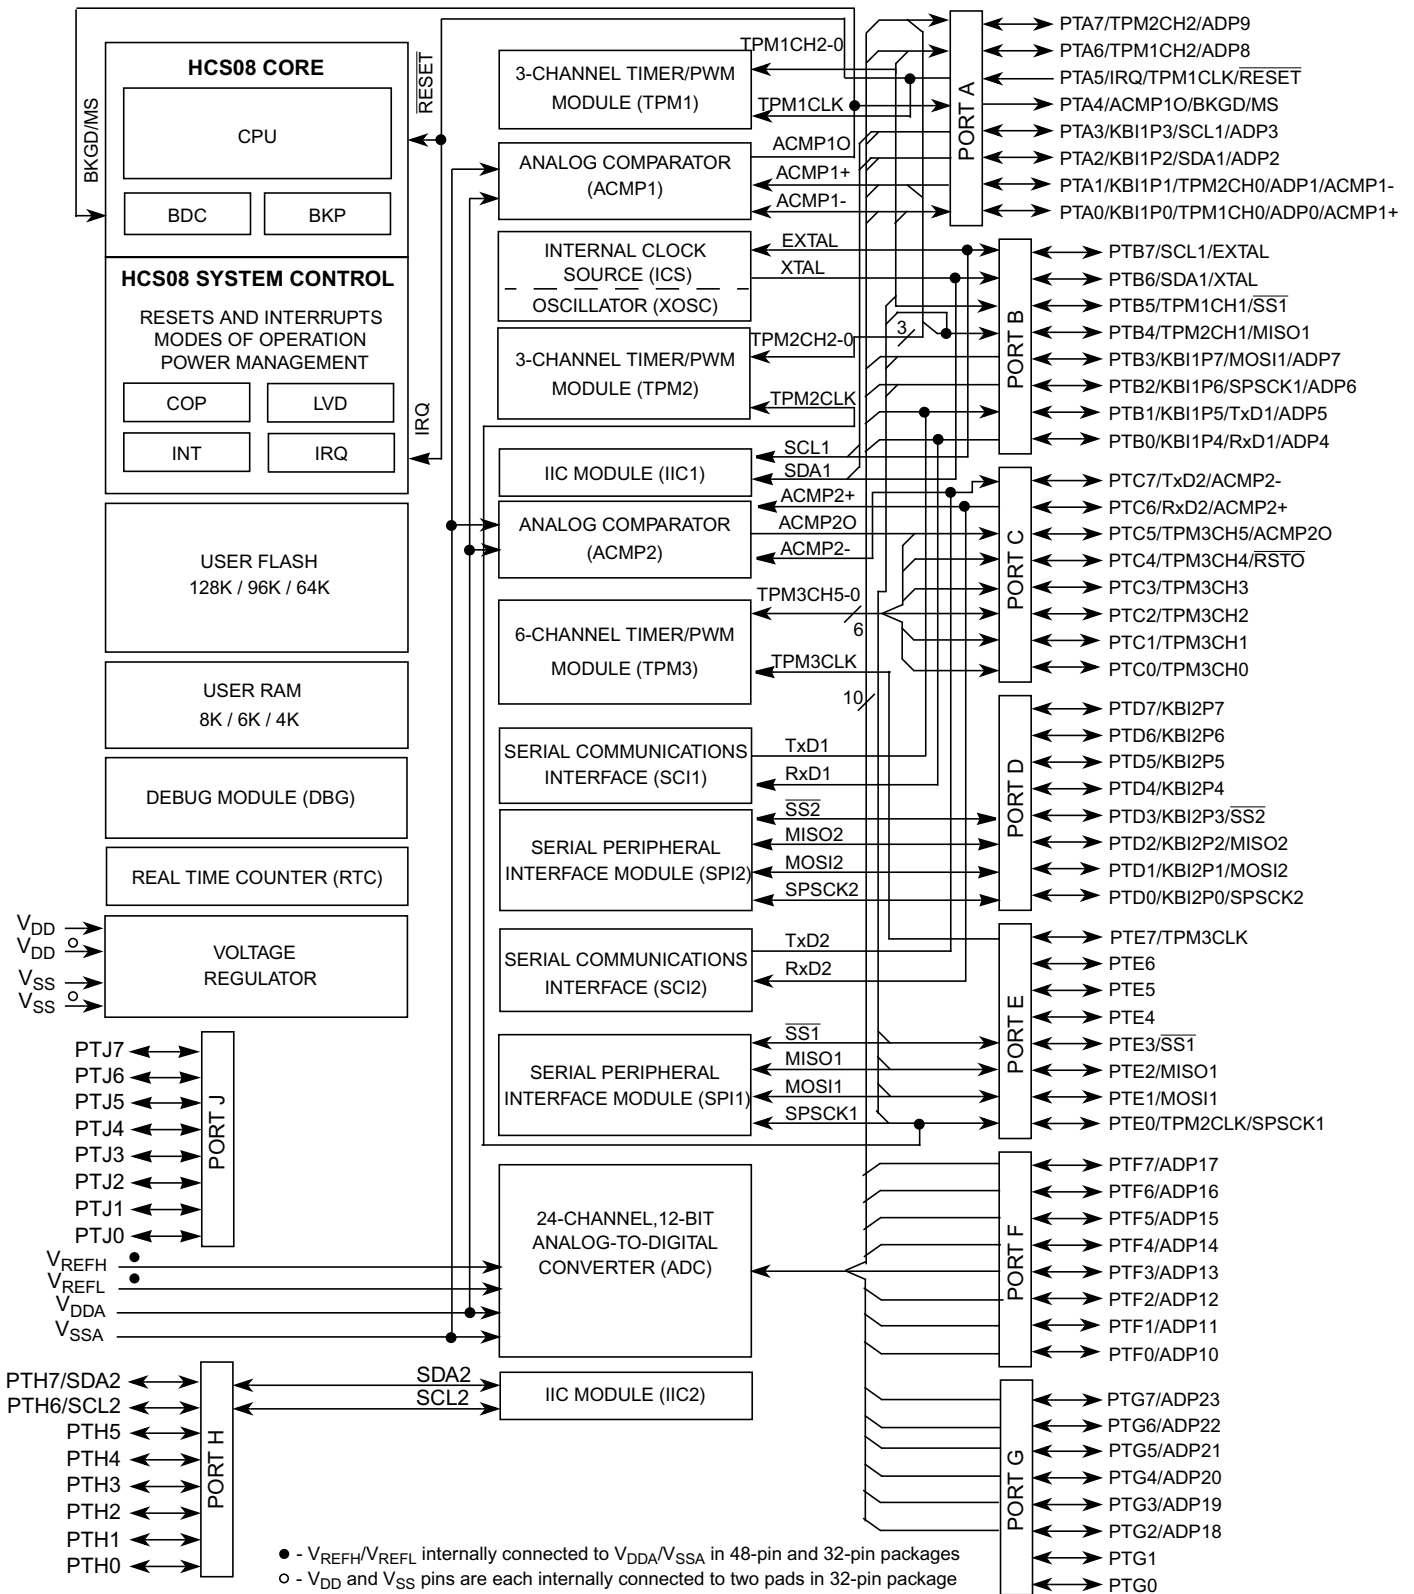 BKGD/MS
HCS08 CORE
CPU
BDC
BKP
RESET
HCS08 SYSTEM CONTROL
RESETS AND INTERRUPTS
MODES OF OPERATION
POWER MANAGEMENT
COP
LVD
INT
IRQ
IRQ
USER FLASH
128K / 96K / 64K
USER RAM
8K / 6K / 4K
DEBUG MODULE (DBG)
REAL TIME COUNTER (RTC)
VDD
VDD
VSS
VSS
VOLTAGE
REGULATOR
PTJ7
PTJ6
PTJ5
PTJ4
PTJ3
PTJ2
PTJ1
PTJ0
PORT J
VREFH
VREFL
VDDA
VSSA
PTH7/SDA2
PTH6/SCL2
PTH5
PTH4
PTH3
PTH2
PTH1
PTH0
PORT H
3-CHANNEL TIMER/PWM
MODULE (TPM1)
TPM1CH2-0
TPM1CLK
ANALOG COMPARATOR
(ACMP1)
ACMP1O
ACMP1+
ACMP1-
INTERNAL CLOCK
SOURCE (ICS)
OSCILLATOR (XOSC)
EXTAL
XTAL
3-CHANNEL TIMER/PWM
MODULE (TPM2)
TPM2CH2-0
3
TPM2CLK
IIC MODULE (IIC1)
SCL1
SDA1
ANALOG COMPARATOR
(ACMP2)
ACMP2+
ACMP2O
ACMP2-
6-CHANNEL TIMER/PWM
MODULE (TPM3)
TPM3CH5-0
6
TPM3CLK
10
SERIAL COMMUNICATIONS
INTERFACE (SCI1)
TxD1
RxD1
SERIAL PERIPHERAL
INTERFACE MODULE (SPI2)
SS2
MISO2
MOSI2
SPSCK2
SERIAL COMMUNICATIONS
INTERFACE (SCI2)
TxD2
RxD2
SERIAL PERIPHERAL
INTERFACE MODULE (SPI1)
SS1
MISO1
MOSI1
SPSCK1
24-CHANNEL,12-BIT
ANALOG-TO-DIGITAL
CONVERTER (ADC)
IIC MODULE (IIC2)
SDA2
SCL2
PORT A
PTA7/TPM2CH2/ADP9
PTA6/TPM1CH2/ADP8
PTA5/IRQ/TPM1CLK/RESET
PTA4/ACMP1O/BKGD/MS
PTA3/KBI1P3/SCL1/ADP3
PTA2/KBI1P2/SDA1/ADP2
PTA1/KBI1P1/TPM2CH0/ADP1/ACMP1-
PTA0/KBI1P0/TPM1CH0/ADP0/ACMP1+
PORT B
PTB7/SCL1/EXTAL
PTB6/SDA1/XTAL
PTB5/TPM1CH1/SS1
PTB4/TPM2CH1/MISO1
PTB3/KBI1P7/MOSI1/ADP7
PTB2/KBI1P6/SPSCK1/ADP6
PTB1/KBI1P5/TxD1/ADP5
PTB0/KBI1P4/RxD1/ADP4
PORT C
PTC7/TxD2/ACMP2-
PTC6/RxD2/ACMP2+
PTC5/TPM3CH5/ACMP2O
PTC4/TPM3CH4/RSTO
PTC3/TPM3CH3
PTC2/TPM3CH2
PTC1/TPM3CH1
PTC0/TPM3CH0
PORT D
PTD7/KBI2P7
PTD6/KBI2P6
PTD5/KBI2P5
PTD4/KBI2P4
PTD3/KBI2P3/SS2
PTD2/KBI2P2/MISO2
PTD1/KBI2P1/MOSI2
PTD0/KBI2P0/SPSCK2
PORT E
PTE7/TPM3CLK
PTE6
PTE5
PTE4
PTE3/SS1
PTE2/MISO1
PTE1/MOSI1
PTE0/TPM2CLK/SPSCK1
PORT F
PTF7/ADP17
PTF6/ADP16
PTF5/ADP15
PTF4/ADP14
PTF3/ADP13
PTF2/ADP12
PTF1/ADP11
PTF0/ADP10
PORT G
PTG7/ADP23
PTG6/ADP22
PTG5/ADP21
PTG4/ADP20
PTG3/ADP19
PTG2/ADP18
PTG1
PTG0
● - VREFH/VREFL internally connected to VDDA/VSSA in 48-pin and 32-pin packages
○ - VDD and VSS pins are each internally connected to two pads in 32-pin package